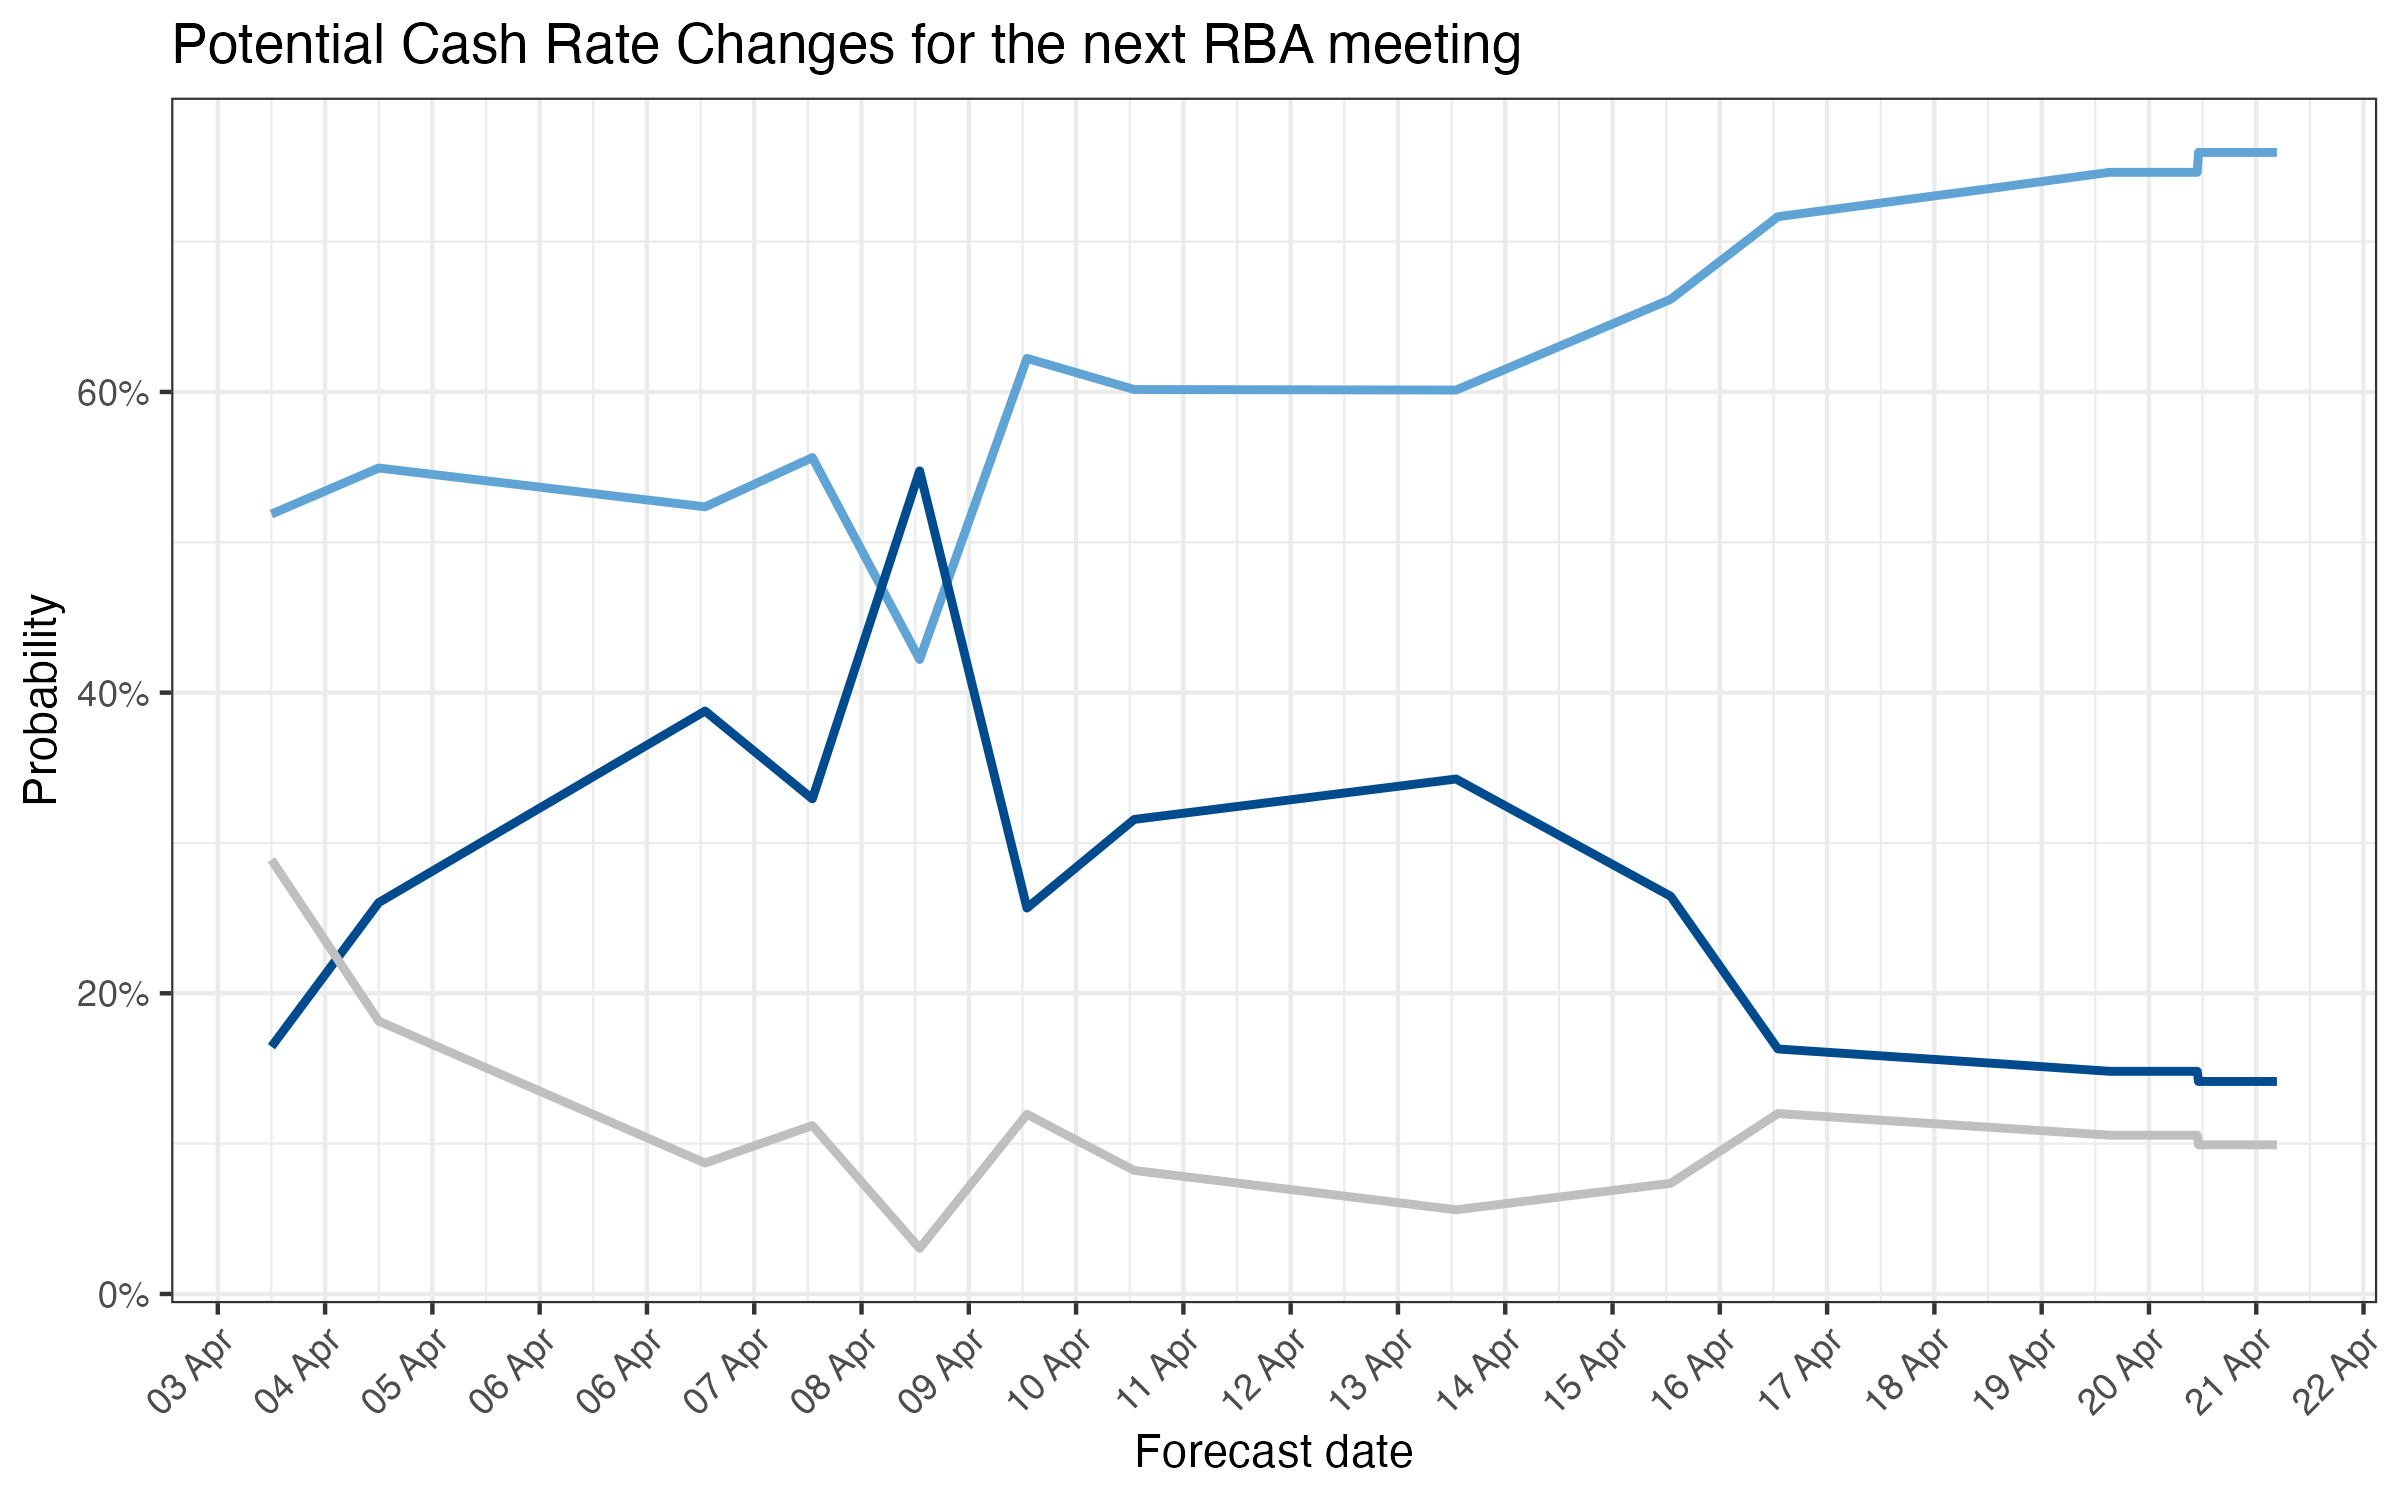 Potential Cash Rate Changes for the next RBA meeting
Probability
60%
40%
20%
0%
03 Apr
04 Apr
05 Apr
06 Apr
06 Apr
07 Apr
08 Apr
09 Apr
10 Apr
11 Apr
12 Apr
13 Apr
14 Apr
15 Apr
16 Apr
17 Apr
18 Apr
19 Apr
20 Apr
21 Apr
22 Apr
Forecast date